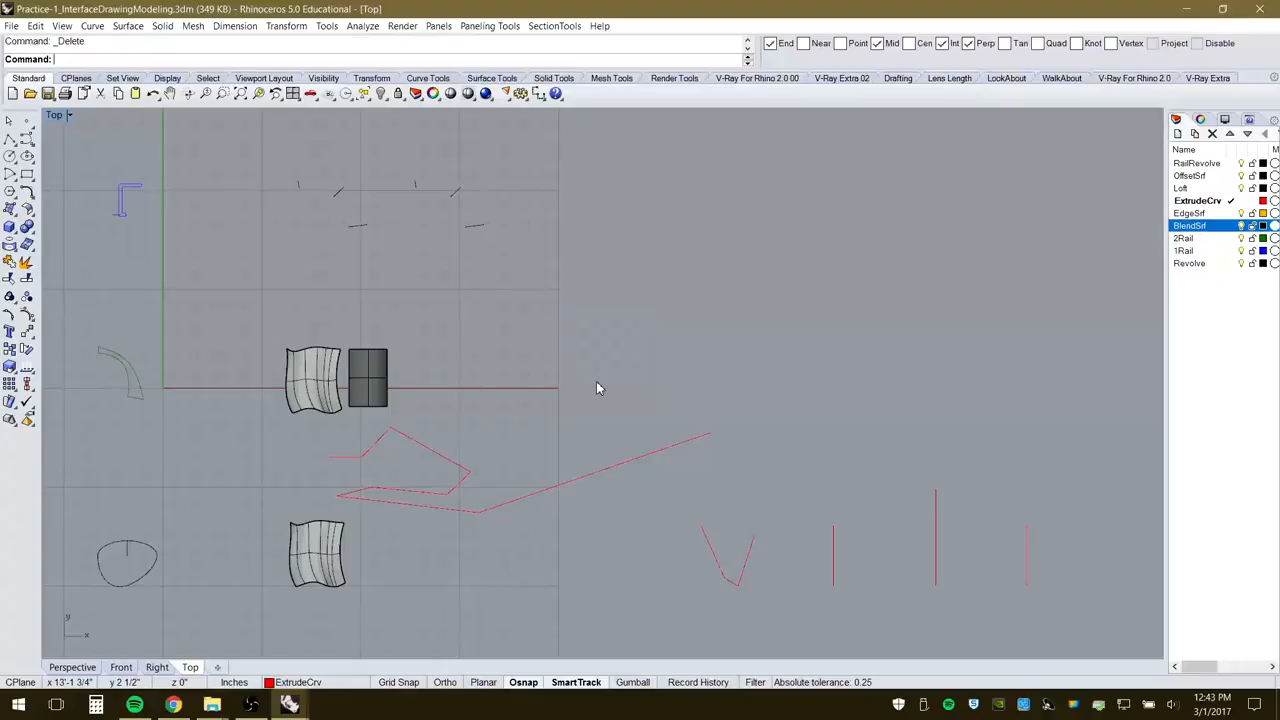 Practice-1_InterfaceDrawingModeling.3dm (349 KB) - Rhinoceros 5.0 Educational - [Top]
File Edit View Curve Surface Solid Mesh Dimension Transform Tools Analyze Render Panels Paneling Tools SectionTools Help
Command: _Delete
Command:
End Near Point Mid Cen Int Perp Tan Quad Knot Vertex Project Disable
Standard CPlanes Set View Display Select Viewport Layout Visibility Transform Curve Tools Surface Tools Solid Tools Mesh Tools Render Tools V-Ray For Rhino 2.0 00 V-Ray Extra 02 Drafting Lens Length LookAbout WalkAbout V-Ray For Rhino 2.0 V-Ray Extra
Top
Name M
RailRevolve
OffsetSrf
Loft
ExtrudeCrv
EdgeSrf
BlendSrf
2Rail
1Rail
Revolve
y
x
Perspective Front Right Top
CPlane x 13'-1 3/4" y 2 1/2" z 0" Inches ExtrudeCrv Grid Snap Ortho Planar Osnap SmartTrack Gumball Record History Filter Absolute tolerance: 0.25
12:43 PM
3/1/2017